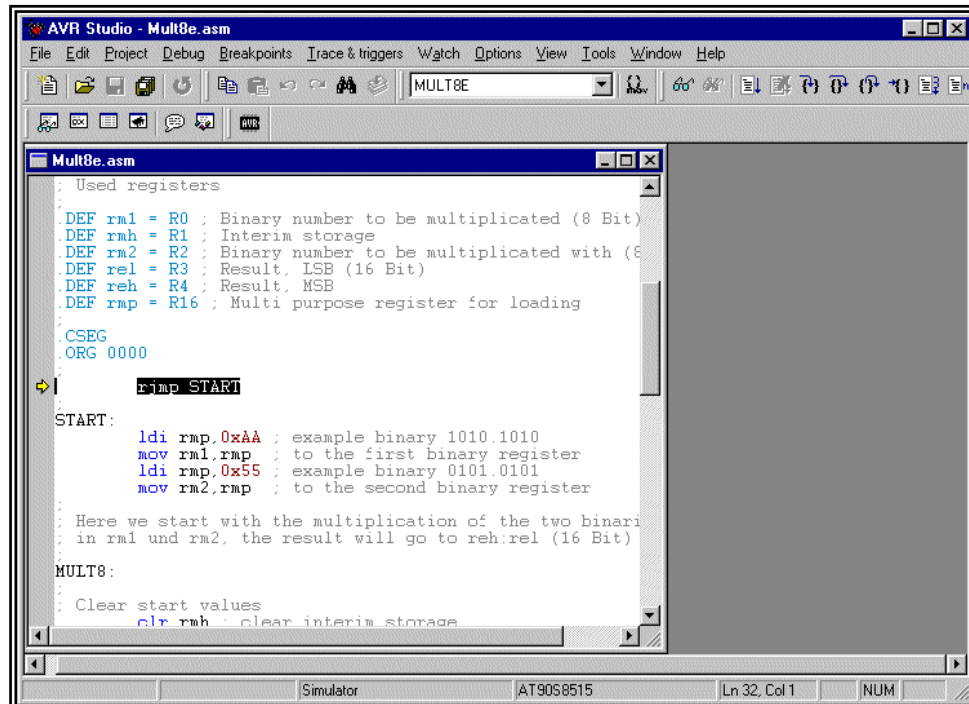 AVR Studio - Mult8e.asm
File Edit Project Debug Breakpoints Trace & triggers Watch Options View Tools Window Help
MULT8E
AVR
Mult8e.asm
; Used registers
;
.DEF rm1 = R0 ; Binary number to be multiplicated (8 Bit)
.DEF rmh = R1 ; Interim storage
.DEF rm2 = R2 ; Binary number to be multiplicated with (8
.DEF rel = R3 ; Result, LSB (16 Bit)
.DEF reh = R4 ; Result, MSB
.DEF rmp = R16 ; Multi purpose register for loading
;
.CSEG
.ORG 0000
;
rjmp START
;
START:
ldi rmp,0xAA ; example binary 1010.1010
mov rm1,rmp ; to the first binary register
ldi rmp,0x55 ; example binary 0101.0101
mov rm2,rmp ; to the second binary register
;
; Here we start with the multiplication of the two binari
; in rm1 und rm2, the result will go to reh:rel (16 Bit)
;
MULT8:
;
; Clear start values
clr rmh ; clear interim storage
Simulator AT90S8515 Ln 32, Col 1 NUM